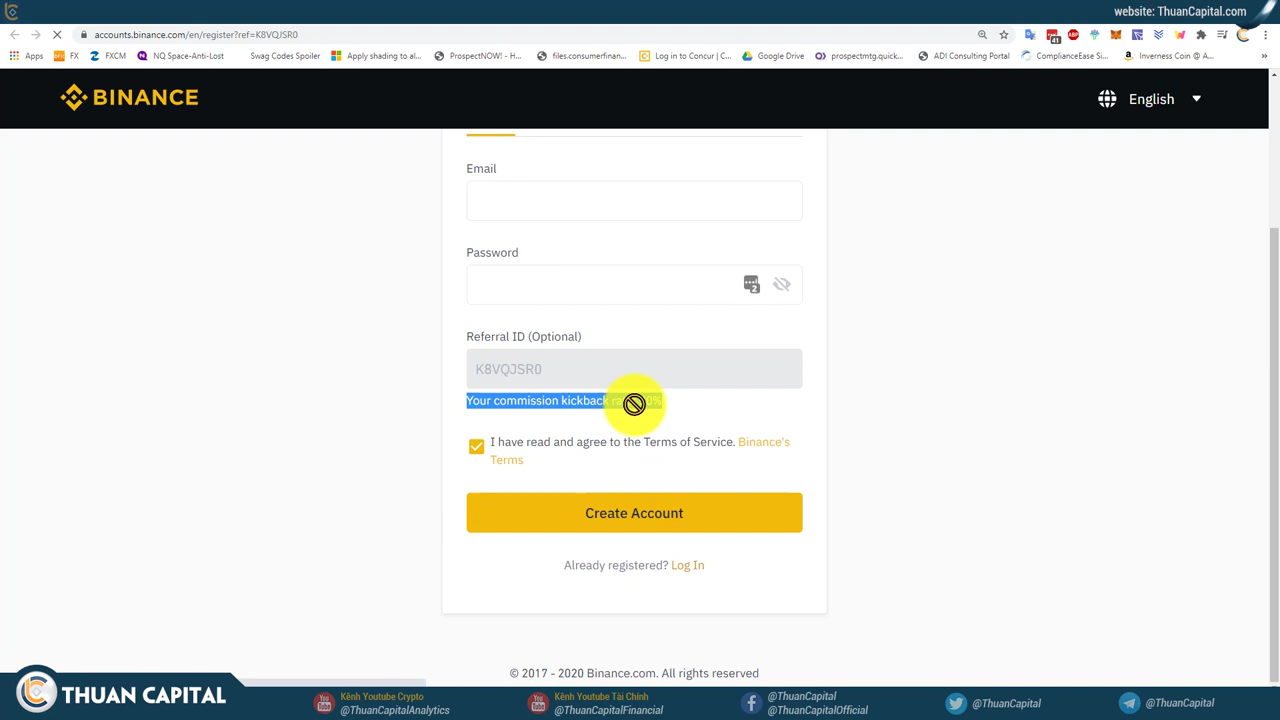 website: ThuanCapital.com
accounts.binance.com/en/register?ref=K8VQJSR0
Apps
FX
FXCM
NQ Space-Anti-Lost
Swag Codes Spoiler
Apply shading to al...
ProspectNOW! - H...
files.consumerfinan...
Log in to Concur | C...
Google Drive
prospectmtg.quick...
ADI Consulting Portal
ComplianceEase Si...
Inverness Coin @ A...
BINANCE
English
Email
Password
Referral ID (Optional)
K8VQJSR0
Your commission kickback
I have read and agree to the Terms of Service. Binance's
Terms
Create Account
Already registered? Log In
© 2017 - 2020 Binance.com. All rights reserved
THUAN CAPITAL
Kênh Youtube Crypto
@ThuanCapitalAnalytics
Kênh Youtube Tài Chính
@ThuanCapitalFinancial
@ThuanCapital
@ThuanCapitalOfficial
@ThuanCapital
@ThuanCapital